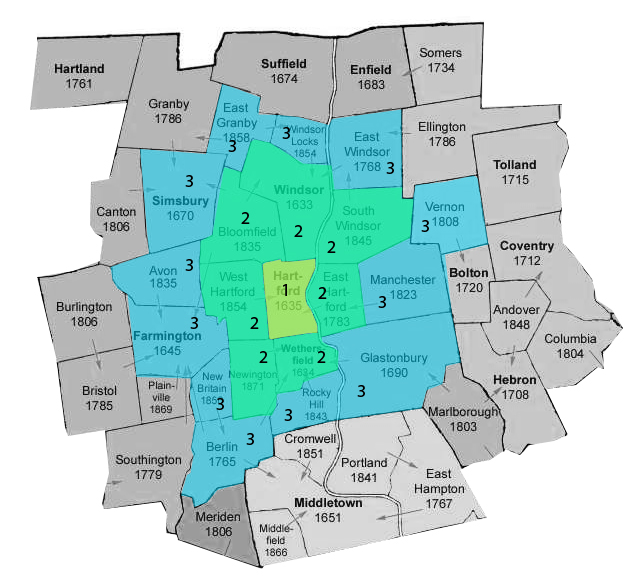 Hartland
1761
Suffield
1674
Enfield
1683
Somers
1734
Granby
1786
East
Granby
1858
3
3
Windsor
Locks
1854
East
Windsor
1768
3
Ellington
1786
Tolland
1715
3
Simsbury
1670
Canton
1806
Windsor
1633
2
2
Bloomfield
1835
South
Windsor
1845
2
Vernon
1808
3
Coventry
1712
Avon
1835
3
West
Hartford
1854
2
Hart-
ford
1635
1
East
Hart-
ford
1783
2
Manchester
1823
3
Bolton
1720
Andover
1848
Columbia
1804
Burlington
1806
Farmington
1645
3
Bristol
1785
Plain-
ville
1869
New
Britain
3
Newington
1871
2
Wethers-
field
1634
2
Glastonbury
1690
3
Rocky
Hill
1843
3
Hebron
1708
Marlborough
1803
Southington
1779
Berlin
1765
3
Cromwell
1851
Portland
1841
East
Hampton
1767
Middletown
1651
Meriden
1806
Middle-
field
1866